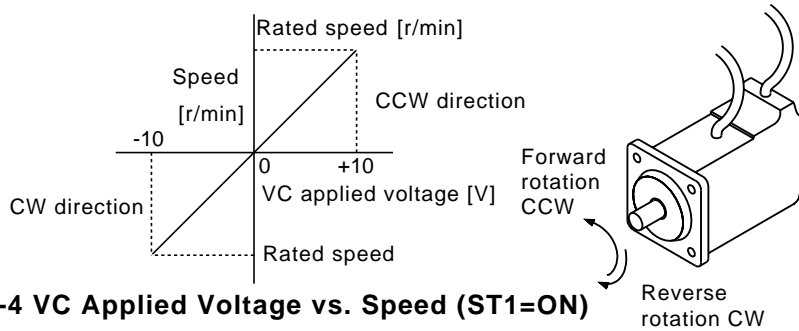 Rated speed [r/min]
Speed
[r/min]
CCW direction
-10
0
+10
VC applied voltage [V]
CW direction
Rated speed
Forward
rotation
CCW
Reverse
rotation CW
-4 VC Applied Voltage vs. Speed (ST1=ON)